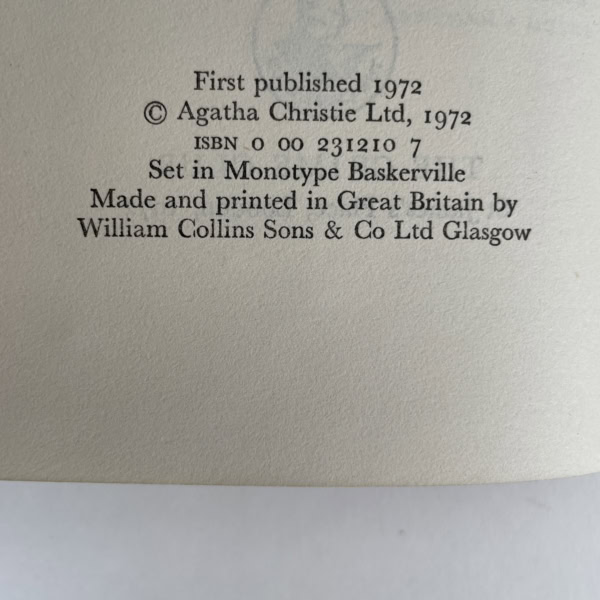 First published 1972
© Agatha Christie Ltd, 1972
ISBN 0 00 231210 7
Set in Monotype Baskerville
Made and printed in Great Britain by
William Collins Sons & Co Ltd Glasgow